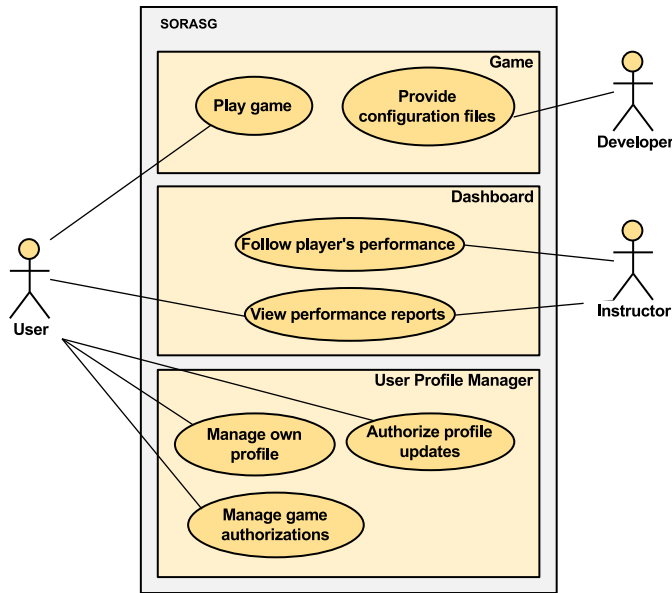 SORASG
Game
Play game
Provide
configuration files
Developer
Dashboard
Follow player's performance
View performance reports
User
Instructor
User Profile Manager
Manage own
profile
Authorize profile
updates
Manage game
authorizations